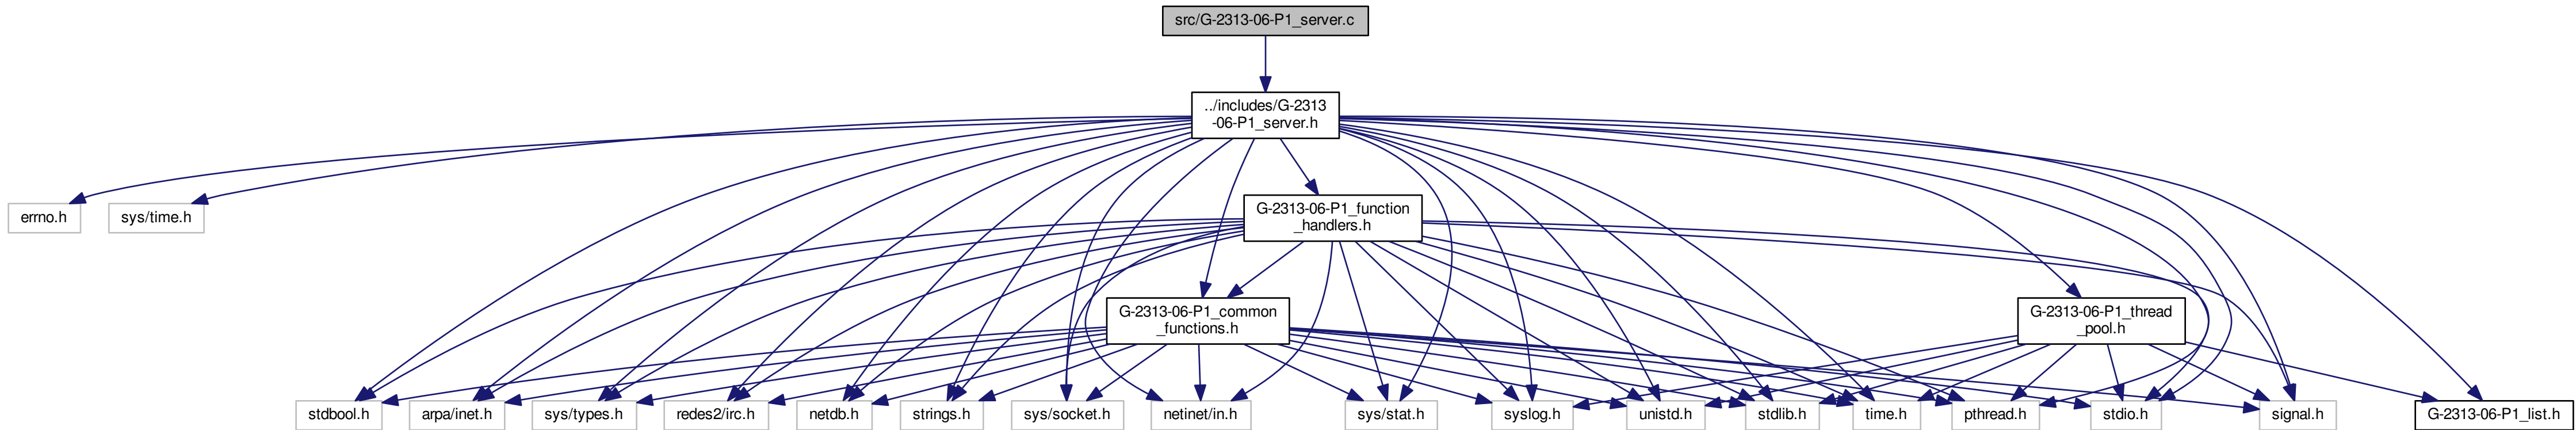 src/G-2313-06-P1_server.c
../includes/G-2313
-06-P1_server.h
errno.h
sys/time.h
G-2313-06-P1_function
_handlers.h
G-2313-06-P1_common
_functions.h
G-2313-06-P1_thread
_pool.h
stdbool.h
arpa/inet.h
sys/types.h
redes2/irc.h
netdb.h
strings.h
sys/socket.h
netinet/in.h
sys/stat.h
syslog.h
unistd.h
stdlib.h
time.h
pthread.h
stdio.h
signal.h
G-2313-06-P1_list.h